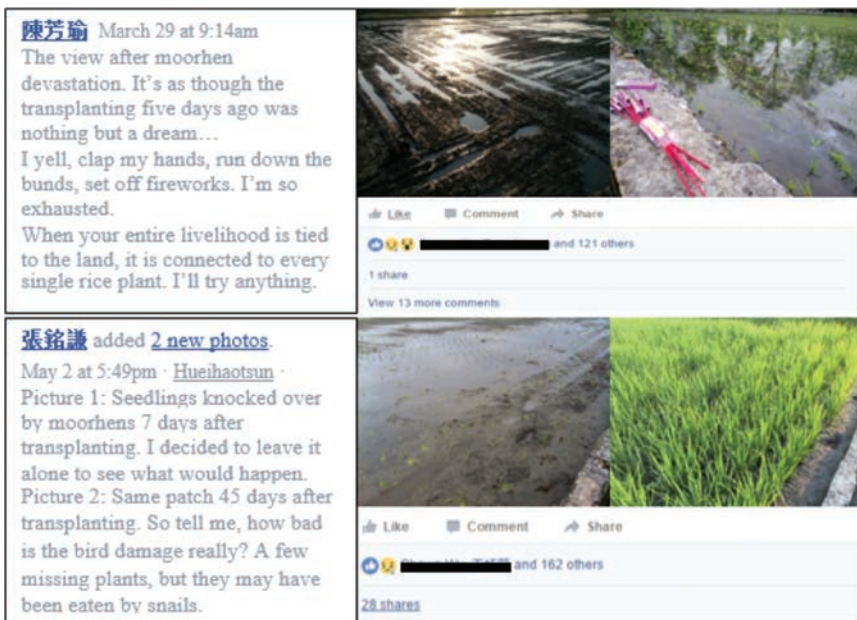 陳芳瑜 March 29 at 9:14am
The view after moorhen
devastation. It's as though the
transplanting five days ago was
nothing but a dream…
I yell, clap my hands, run down the
bunds, set off fireworks. I'm so
exhausted.
When your entire livelihood is tied
to the land, it is connected to every
single rice plant. I'll try anything.
Like Comment Share
and 121 others
1 share
View 13 more comments
張銘謙 added 2 new photos.
May 2 at 5:49pm · Hueihaotsun ·
Picture 1: Seedlings knocked over
by moorhens 7 days after
transplanting. I decided to leave it
alone to see what would happen.
Picture 2: Same patch 45 days after
transplanting. So tell me, how bad
is the bird damage really? A few
missing plants, but they may have
been eaten by snails.
Like Comment Share
and 162 others
28 shares